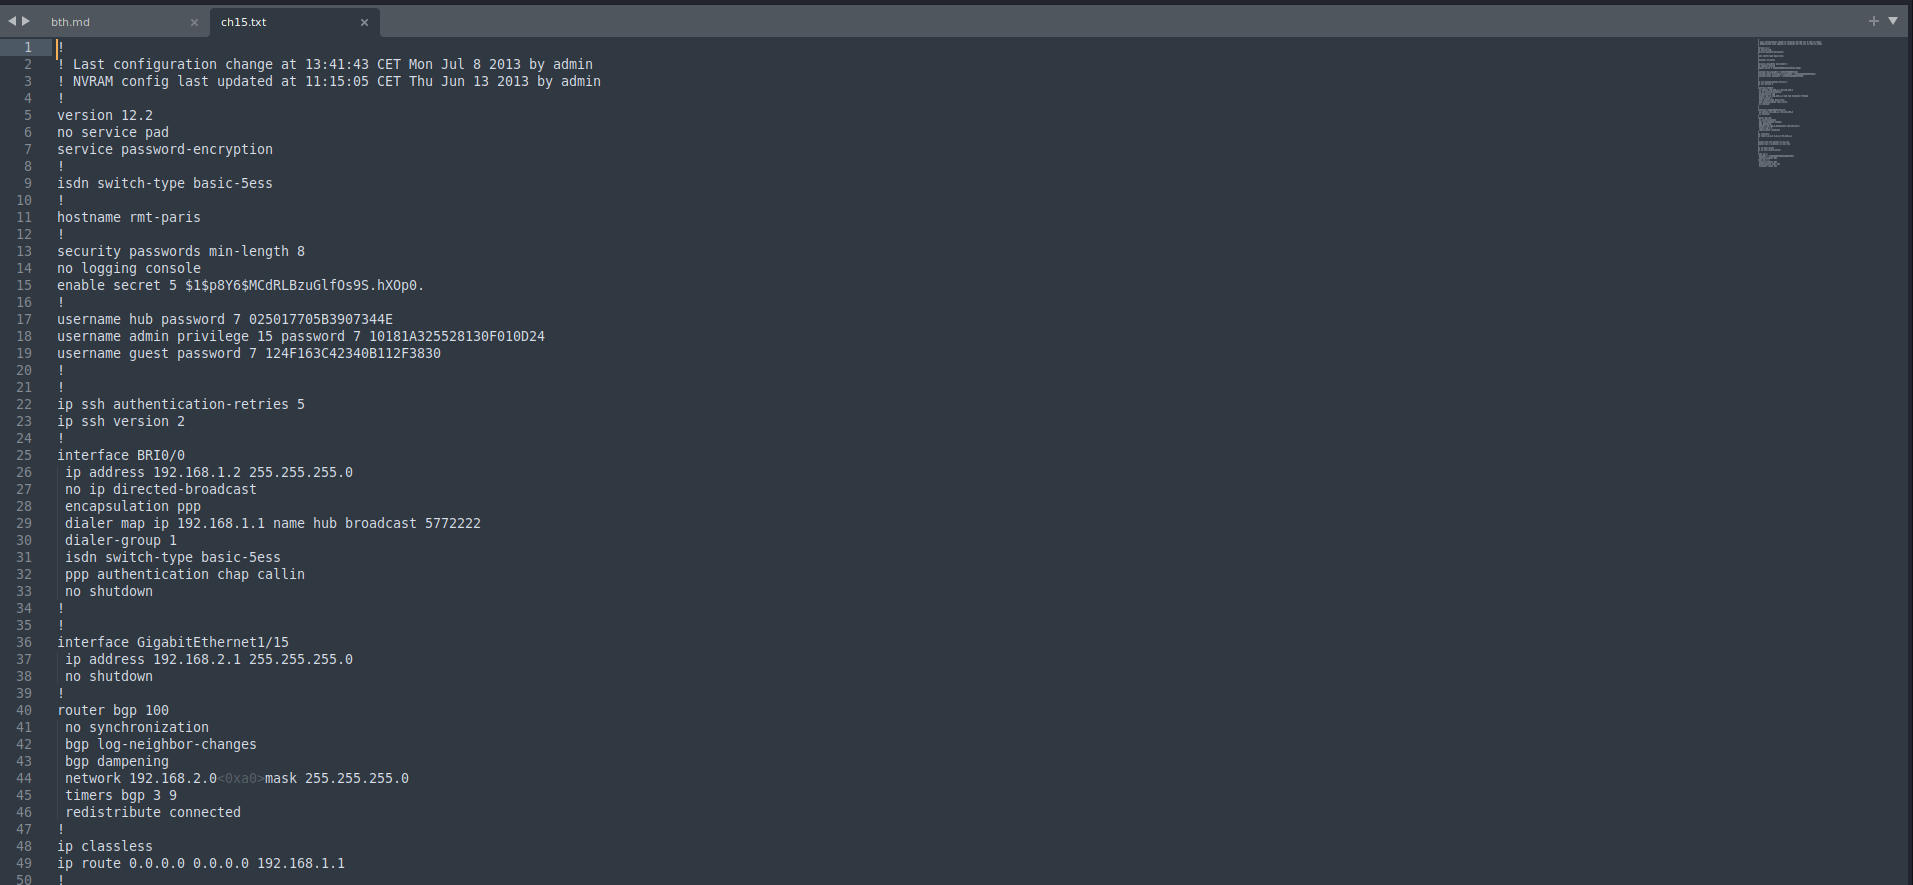 bth.md
ch15.txt
1 !
2 ! Last configuration change at 13:41:43 CET Mon Jul 8 2013 by admin
3 ! NVRAM config last updated at 11:15:05 CET Thu Jun 13 2013 by admin
4 !
5 version 12.2
6 no service pad
7 service password-encryption
8 !
9 isdn switch-type basic-5ess
10 !
11 hostname rmt-paris
12 !
13 security passwords min-length 8
14 no logging console
15 enable secret 5 $1$p8Y6$MCdRLBzuGlfOs9S.hXOp0.
16 !
17 username hub password 7 025017705B3907344E
18 username admin privilege 15 password 7 10181A325528130F010D24
19 username guest password 7 124F163C42340B112F3830
20 !
21 !
22 ip ssh authentication-retries 5
23 ip ssh version 2
24 !
25 interface BRI0/0
26 ip address 192.168.1.2 255.255.255.0
27 no ip directed-broadcast
28 encapsulation ppp
29 dialer map ip 192.168.1.1 name hub broadcast 5772222
30 dialer-group 1
31 isdn switch-type basic-5ess
32 ppp authentication chap callin
33 no shutdown
34 !
35 !
36 interface GigabitEthernet1/15
37 ip address 192.168.2.1 255.255.255.0
38 no shutdown
39 !
40 router bgp 100
41 no synchronization
42 bgp log-neighbor-changes
43 bgp dampening
44 network 192.168.2.0<0xa0>mask 255.255.255.0
45 timers bgp 3 9
46 redistribute connected
47 !
48 ip classless
49 ip route 0.0.0.0 0.0.0.0 192.168.1.1
50 !